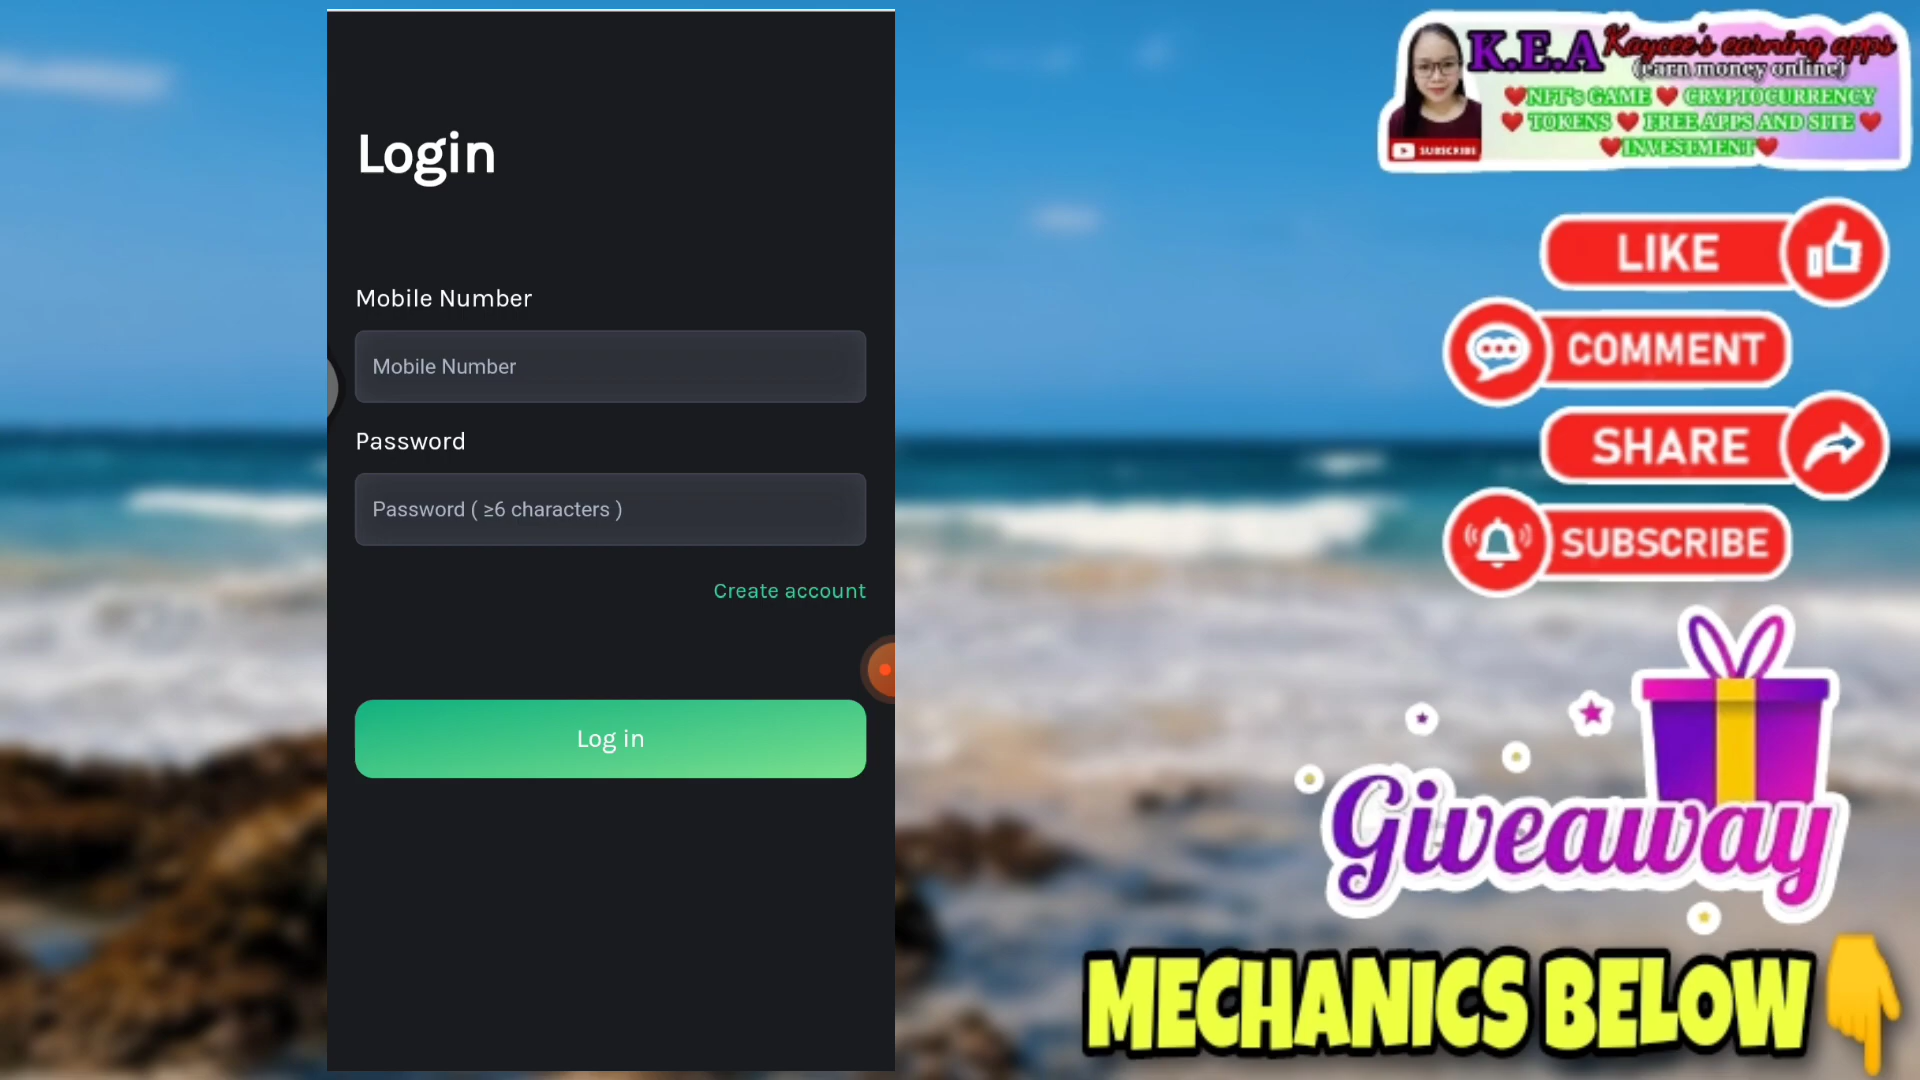 Login
Mobile Number
Mobile Number
Password
Password ( ≥6 characters )
Create account
Log in
K.E.A Kaycee's earning apps
(earn money online)
❤️NFT's GAME ❤️ CRYPTOCURRENCY
❤️ TOKENS ❤️ FREE APPS AND SITE ❤️
❤️INVESTMENT❤️
SUBSCRIBE
LIKE
COMMENT
SHARE
SUBSCRIBE
Giveaway
MECHANICS BELOW👇